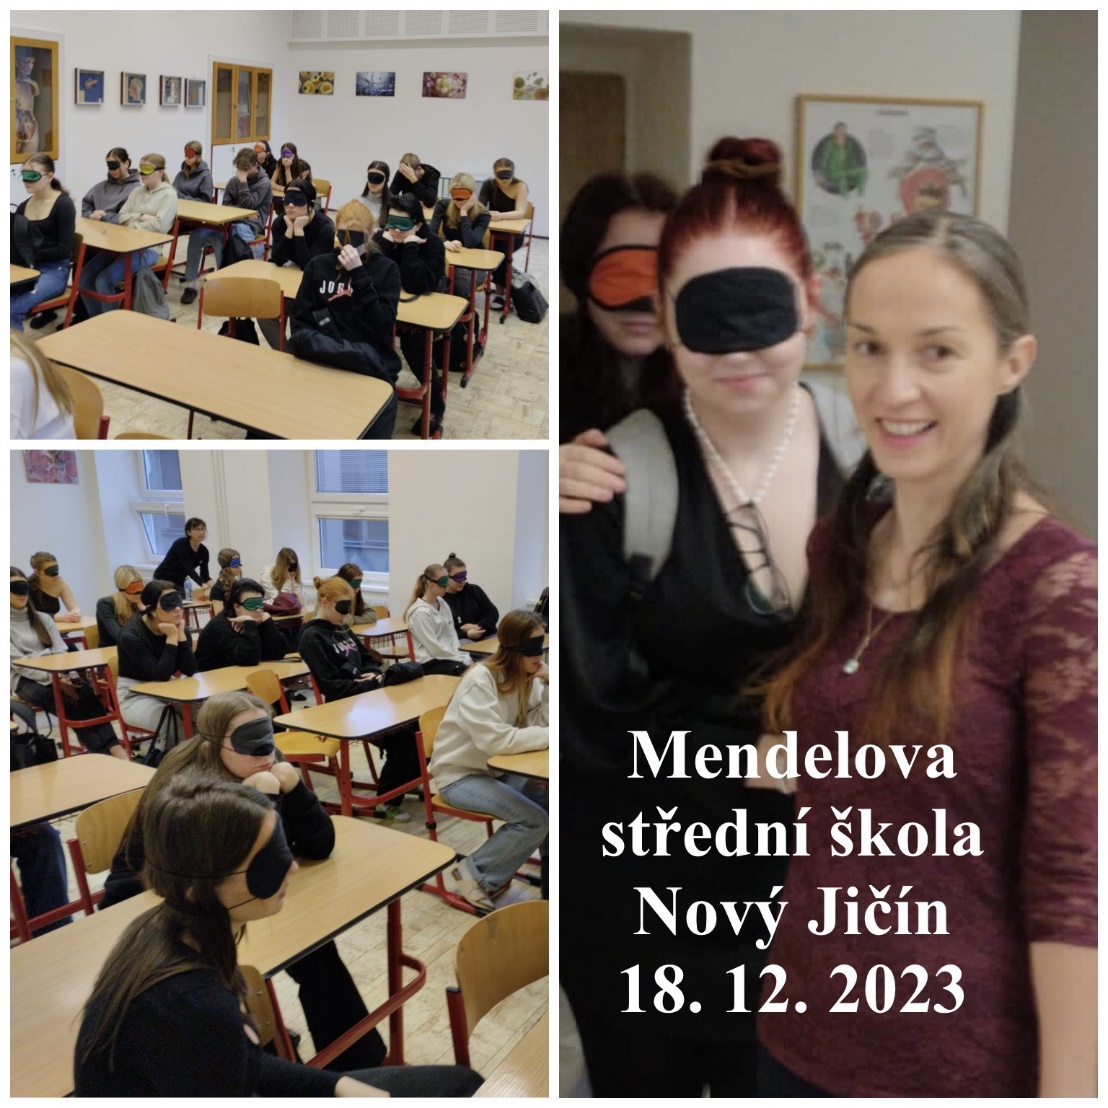 Mendelova
střední škola
Nový Jičín
18. 12. 2023